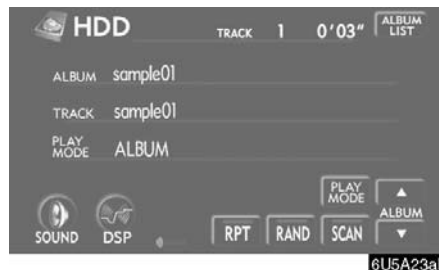 HDD TRACK 1 0'03" ALBUM LIST
ALBUM sample01
TRACK sample01
PLAY MODE ALBUM
PLAY MODE ▲
ALBUM
SOUND DSP RPT RAND SCAN ▼
6U5A23a